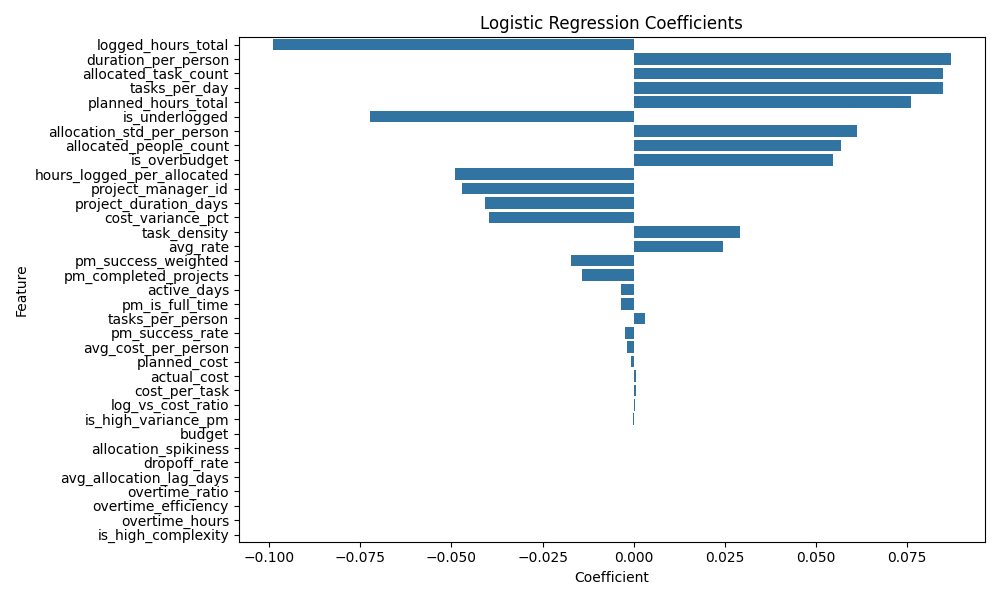 Logistic Regression Coefficients
logged_hours_total
duration_per_person
allocated_task_count
tasks_per_day
planned_hours_total
is_underlogged
allocation_std_per_person
allocated_people_count
is_overbudget
hours_logged_per_allocated
project_manager_id
project_duration_days
cost_variance_pct
task_density
avg_rate
pm_success_weighted
pm_completed_projects
active_days
pm_is_full_time
tasks_per_person
pm_success_rate
avg_cost_per_person
planned_cost
actual_cost
cost_per_task
log_vs_cost_ratio
is_high_variance_pm
budget
allocation_spikiness
dropoff_rate
avg_allocation_lag_days
overtime_ratio
overtime_efficiency
overtime_hours
is_high_complexity
Feature
−0.100 −0.075 −0.050 −0.025 0.000 0.025 0.050 0.075
Coefficient